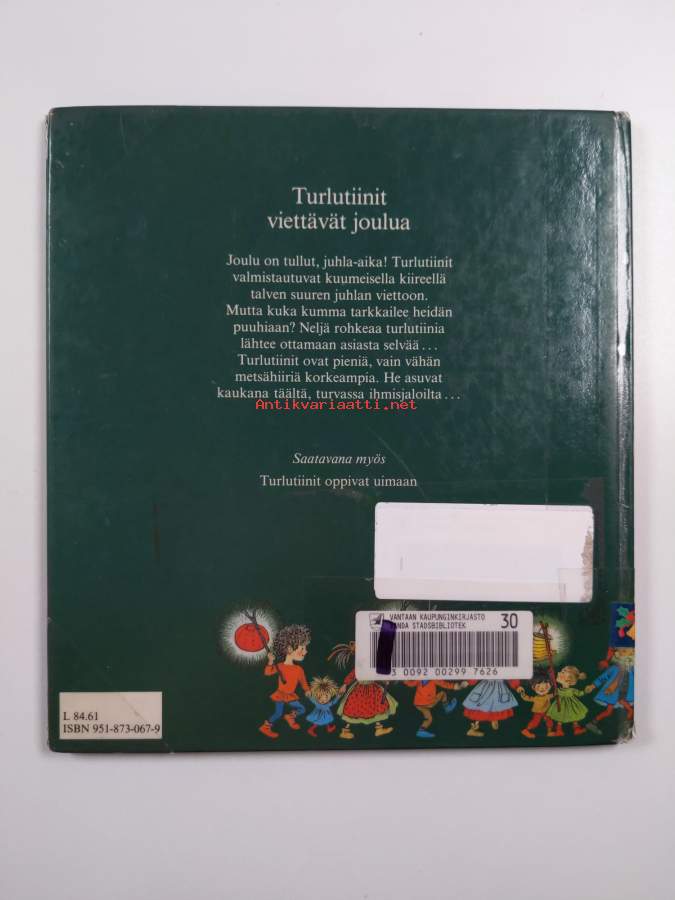 Turlutiinit
viettävät joulua
Joulu on tullut, juhla-aika! Turlutiinit
valmistautuvat kuumeisella kiireellä
talven suuren juhlan viettoon.
Mutta kuka kumma tarkkailee heidän
puuhiaan? Neljä rohkeaa turlutiinia
lähtee ottamaan asiasta selvää . . .
Turlutiinit ovat pieniä, vain vähän
metsähiiriä korkeampia. He asuvat
kaukana täältä, turvassa ihmisjaloilta . . .
Antikvariaatti.net
Saatavana myös
Turlutiinit oppivat uimaan
VANTAAN KAUPUNGINKIRJASTO 30
VANDA STADSBIBLIOTEK
3 0092 00299 7626
L 84.61
ISBN 951-873-067-9